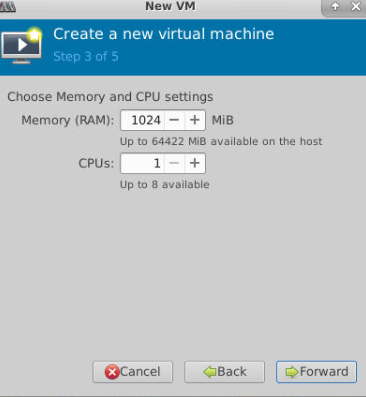 New VM
Create a new virtual machine
Step 3 of 5
Choose Memory and CPU settings
Memory (RAM): 1024 − + MiB
Up to 64422 MiB available on the host
CPUs: 1 − +
Up to 8 available
Cancel Back Forward